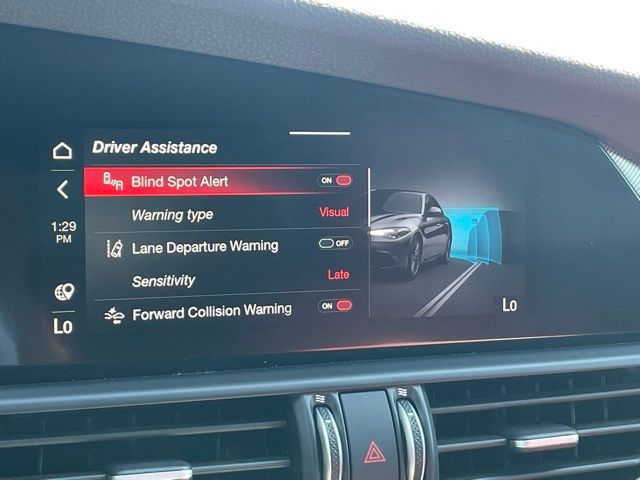 Driver Assistance
Blind Spot Alert ON
Warning type Visual
1:29
PM
Lane Departure Warning OFF
Sensitivity Late
Forward Collision Warning ON
Lo
Lo